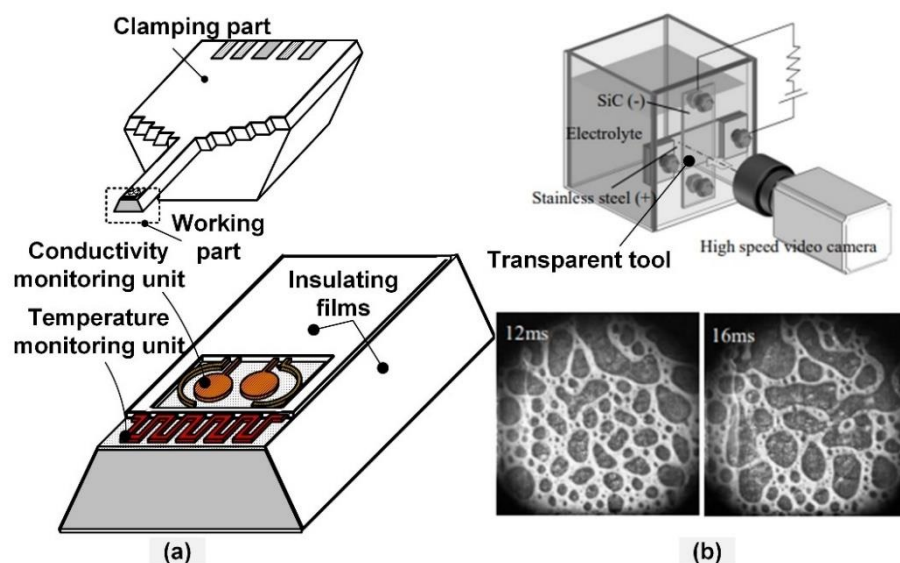 Clamping part
Working
part
Conductivity
monitoring unit
Temperature
monitoring unit
Insulating
films
(a)
SiC (-)
Electrolyte
Stainless steel (+)
High speed video camera
Transparent tool
12ms
16ms
(b)